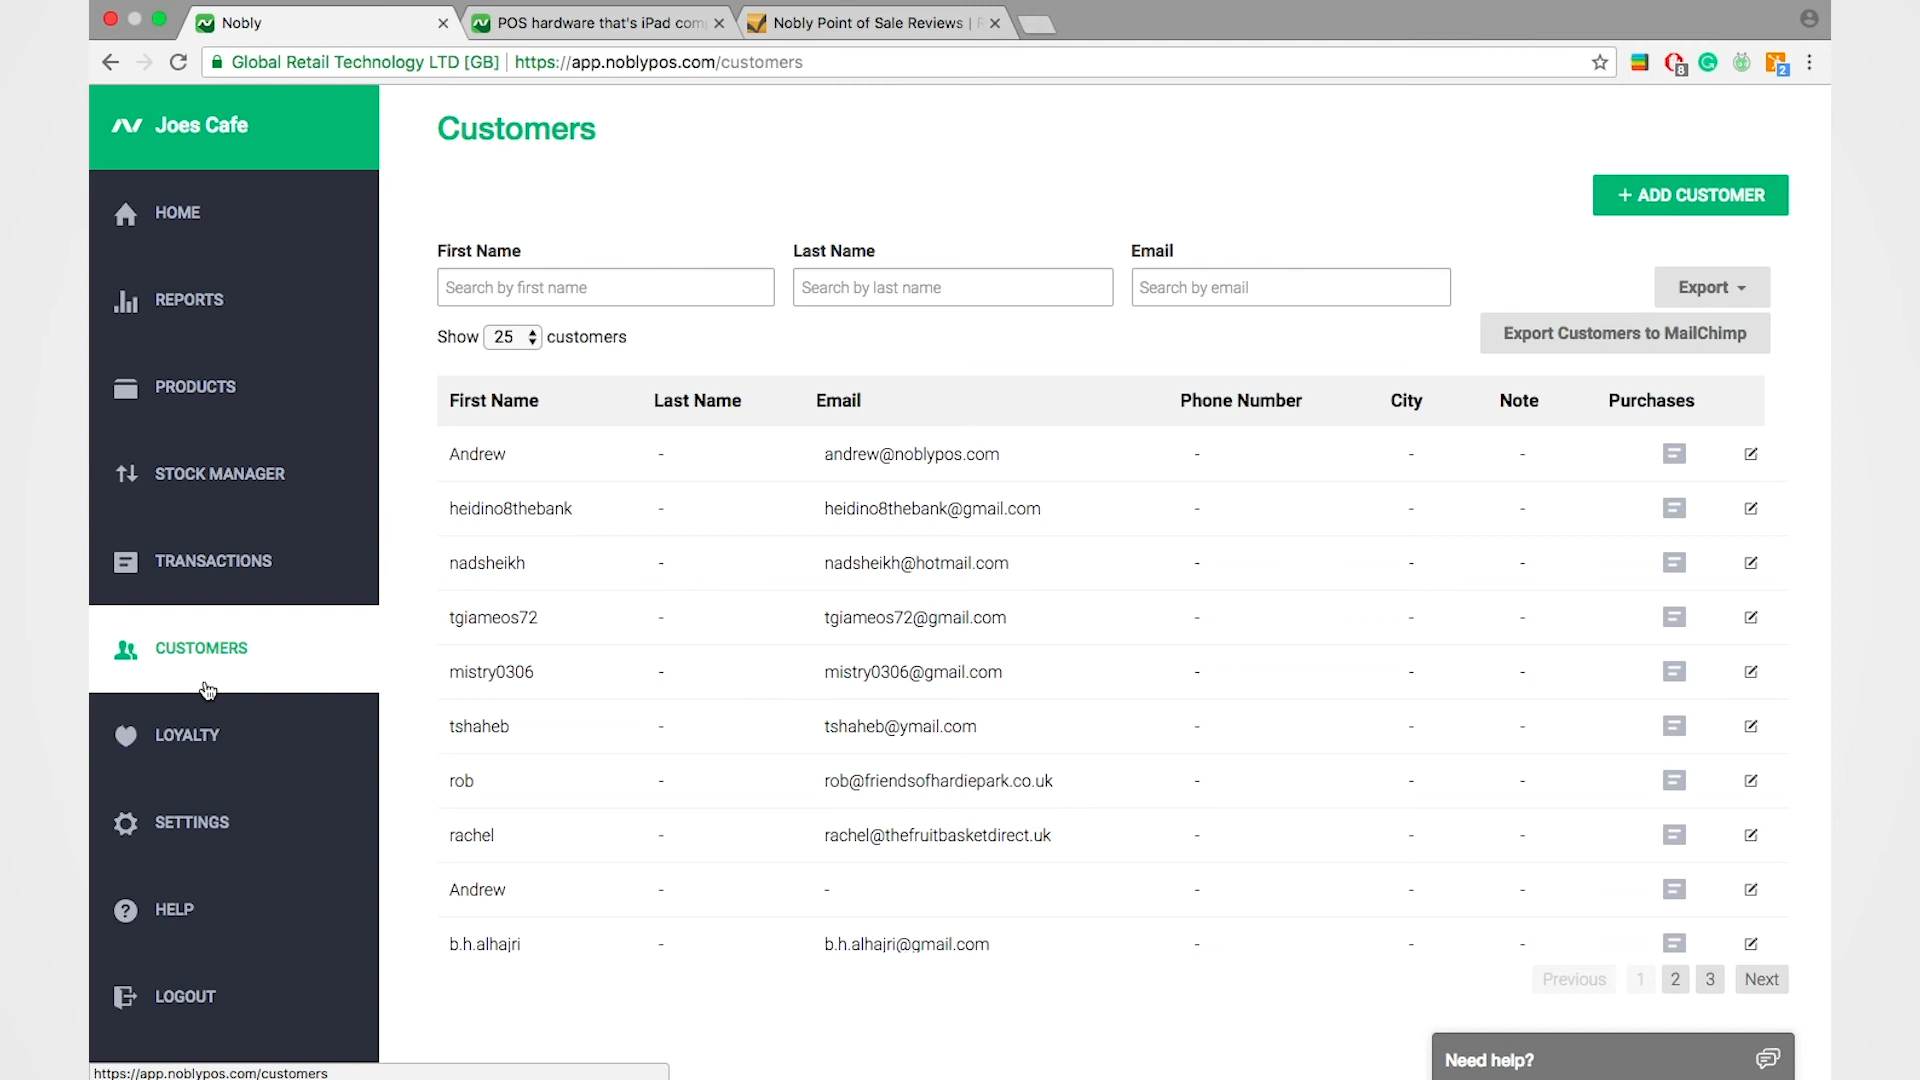 Nobly
POS hardware that's iPad com
Nobly Point of Sale Reviews |
Global Retail Technology LTD [GB] https://app.noblypos.com/customers
8
2
Joes Cafe
Customers
+ ADD CUSTOMER
HOME
First Name Last Name Email
Search by first name Search by last name Search by email Export
REPORTS
Show 25 customers Export Customers to MailChimp
PRODUCTS
First Name Last Name Email Phone Number City Note Purchases
Andrew - andrew@noblypos.com - - -
STOCK MANAGER
heidino8thebank - heidino8thebank@gmail.com - - -
nadsheikh - nadsheikh@hotmail.com - - -
TRANSACTIONS
tgiameos72 - tgiameos72@gmail.com - - -
CUSTOMERS
mistry0306 - mistry0306@gmail.com - - -
tshaheb - tshaheb@ymail.com - - -
LOYALTY
rob - rob@friendsofhardiepark.co.uk - - -
SETTINGS
rachel - rachel@thefruitbasketdirect.uk - - -
Andrew - - - - -
HELP
b.h.alhajri - b.h.alhajri@gmail.com - - -
Previous 1 2 3 Next
LOGOUT
Need help?
https://app.noblypos.com/customers